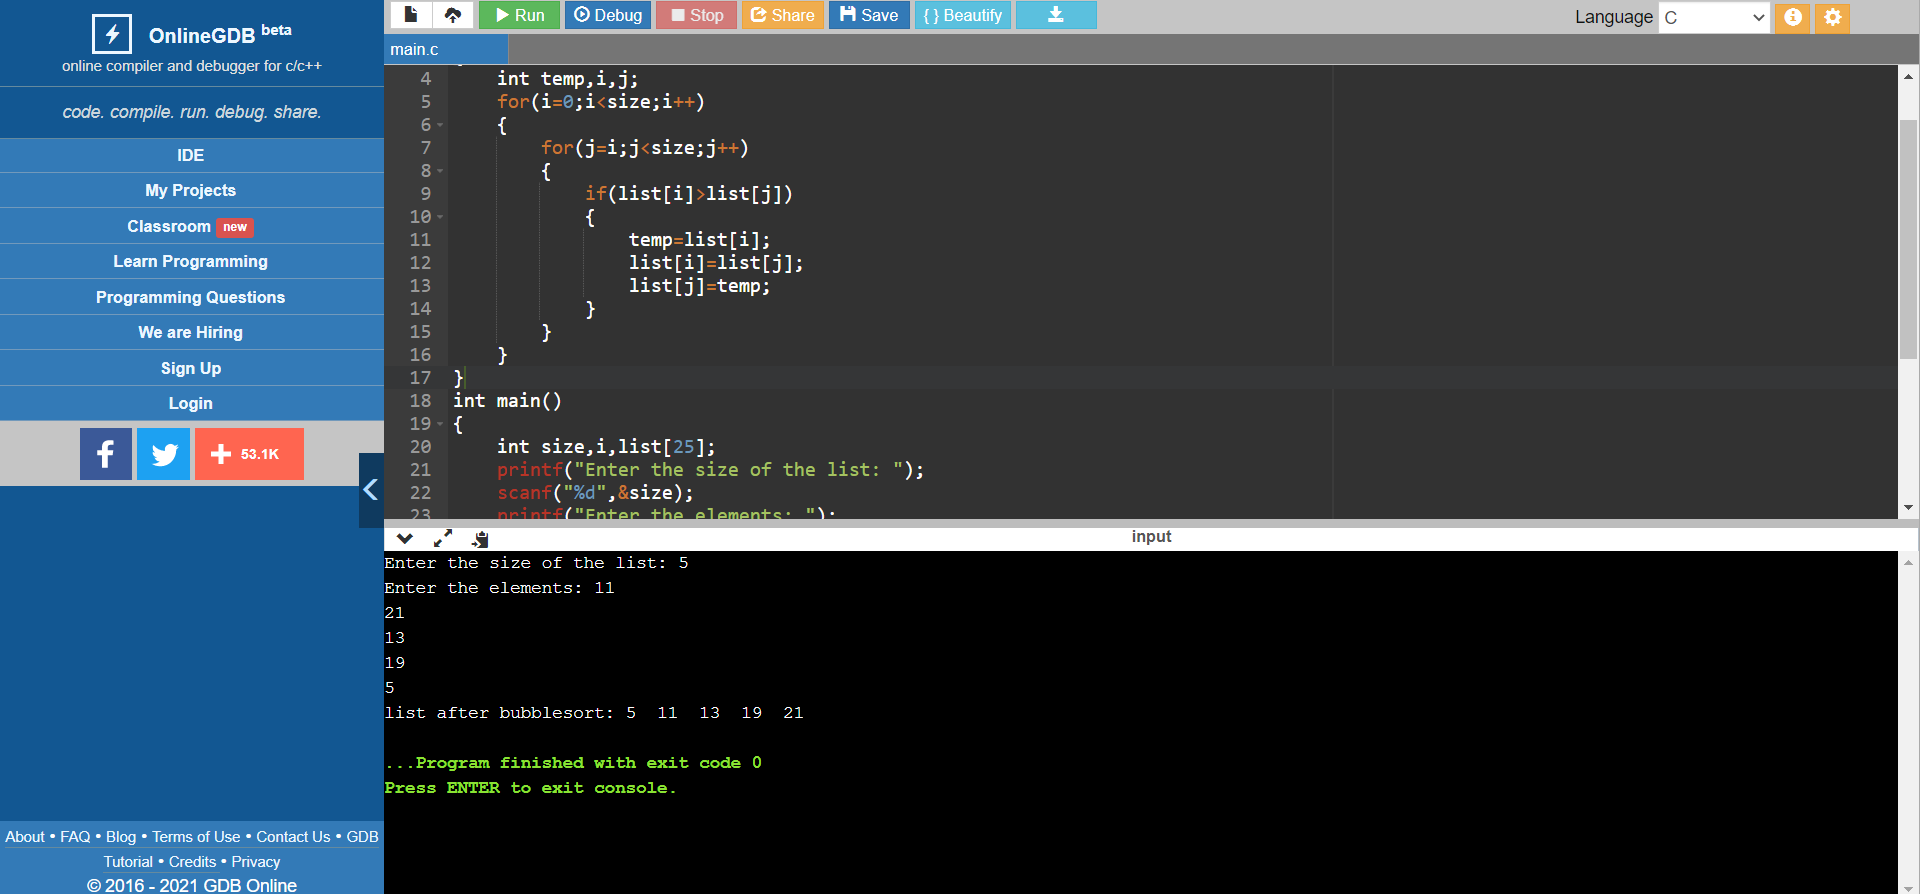 OnlineGDB beta
online compiler and debugger for c/c++
code. compile. run. debug. share.
IDE
My Projects
Classroom new
Learn Programming
Programming Questions
We are Hiring
Sign Up
Login
53.1K
About • FAQ • Blog • Terms of Use • Contact Us • GDB
Tutorial • Credits • Privacy
© 2016 - 2021 GDB Online
Run Debug Stop Share Save { } Beautify Language C
main.c
4 int temp,i,j;
5 for(i=0;i<size;i++)
6 {
7 for(j=i;j<size;j++)
8 {
9 if(list[i]>list[j])
10 {
11 temp=list[i];
12 list[i]=list[j];
13 list[j]=temp;
14 }
15 }
16 }
17 }
18 int main()
19 {
20 int size,i,list[25];
21 printf("Enter the size of the list: ");
22 scanf("%d",&size);
23 printf("Enter the elements: ");
input
Enter the size of the list: 5
Enter the elements: 11
21
13
19
5
list after bubblesort: 5  11  13  19  21
...Program finished with exit code 0
Press ENTER to exit console.